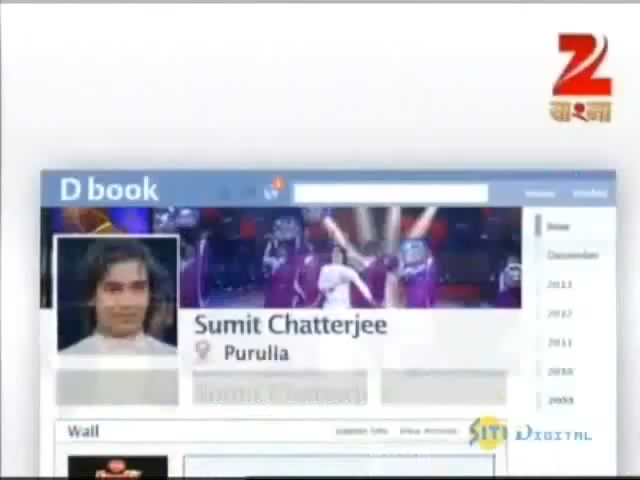 Z
বাংলা
D book
Sumit Chatterjee
Purulia
Wall
December
2013
2012
2011
2010
2009
SITI DIGITAL